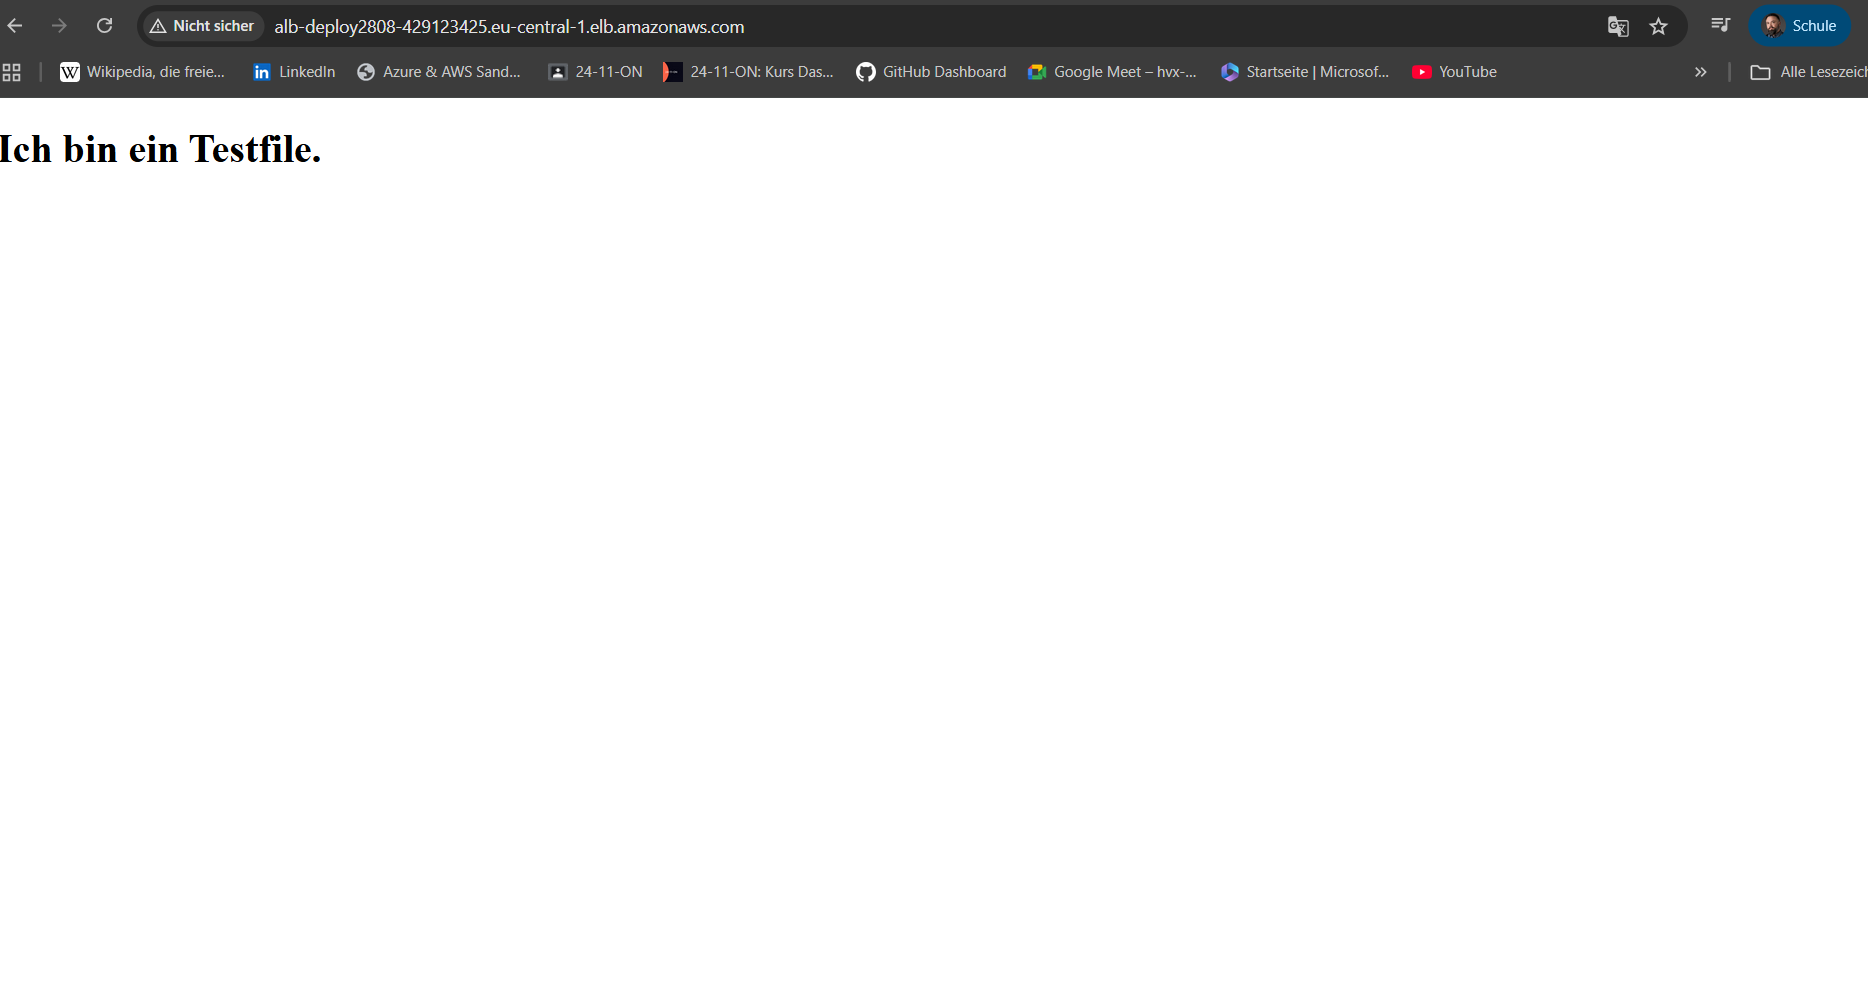 Nicht sicher alb-deploy2808-429123425.eu-central-1.elb.amazonaws.com Schule
Wikipedia, die freie... LinkedIn Azure & AWS Sand... 24-11-ON 24-11-ON: Kurs Das... GitHub Dashboard Google Meet – hvx-... Startseite | Microsof... YouTube » Alle Lesezeich
Ich bin ein Testfile.